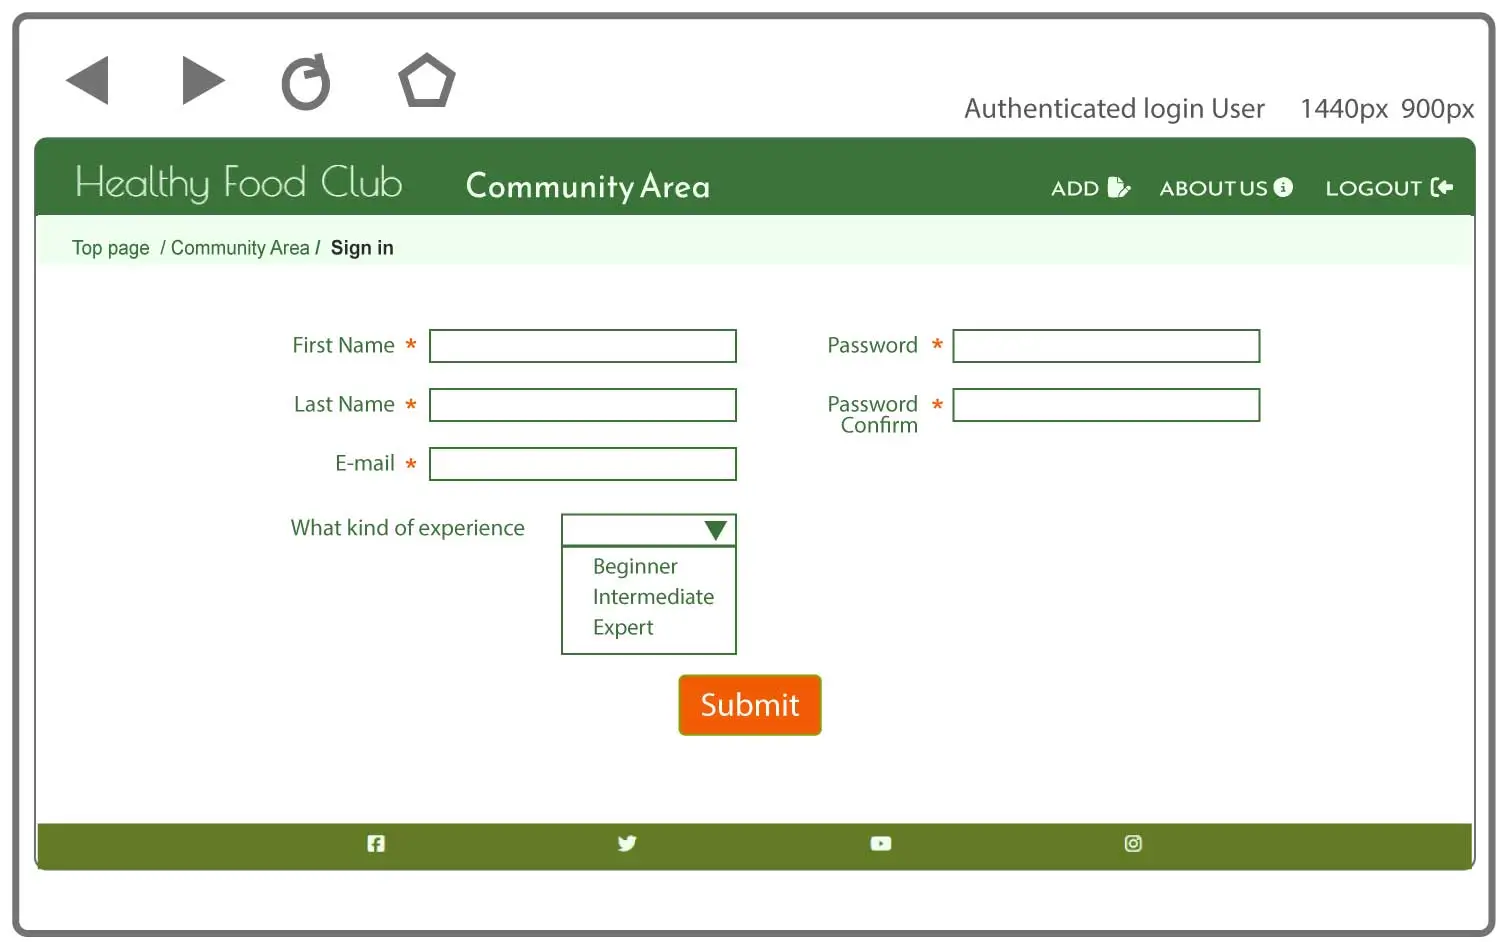 Authenticated login User 1440px 900px
Healthy Food Club Community Area ADD ABOUT US LOGOUT
Top page / Community Area / Sign in
First Name * Password *
Last Name * Password *
Confirm
E-mail *
What kind of experience
Beginner
Intermediate
Expert
Submit